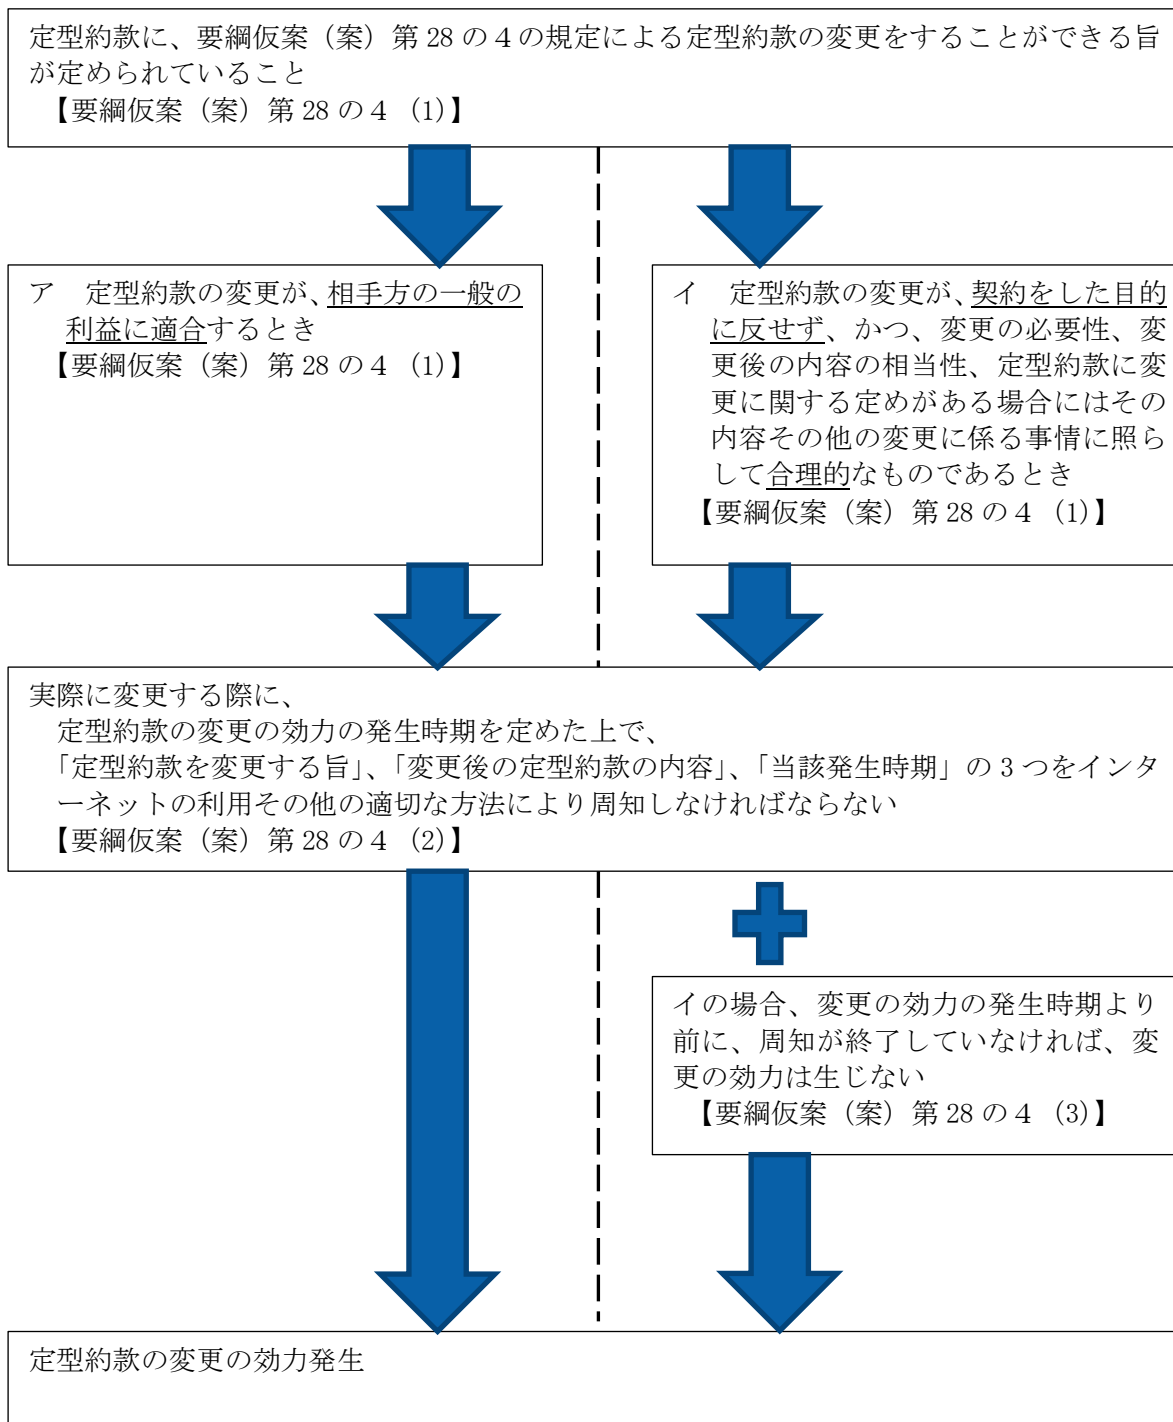 定型約款に、要綱仮案（案）第 28 の４の規定による定型約款の変更をすることができる旨
が定められていること
【要綱仮案（案）第 28 の４ (1)】
ア　定型約款の変更が、相手方の一般の
利益に適合するとき
【要綱仮案（案）第 28 の４ (1)】
イ　定型約款の変更が、契約をした目的
に反せず、かつ、変更の必要性、変
更後の内容の相当性、定型約款に変
更に関する定めがある場合にはその
内容その他の変更に係る事情に照ら
して合理的なものであるとき
【要綱仮案（案）第 28 の４ (1)】
実際に変更する際に、
定型約款の変更の効力の発生時期を定めた上で、
「定型約款を変更する旨」、「変更後の定型約款の内容」、「当該発生時期」の 3 つをインタ
ーネットの利用その他の適切な方法により周知しなければならない
【要綱仮案（案）第 28 の４ (2)】
イの場合、変更の効力の発生時期より
前に、周知が終了していなければ、変
更の効力は生じない
【要綱仮案（案）第 28 の４ (3)】
定型約款の変更の効力発生